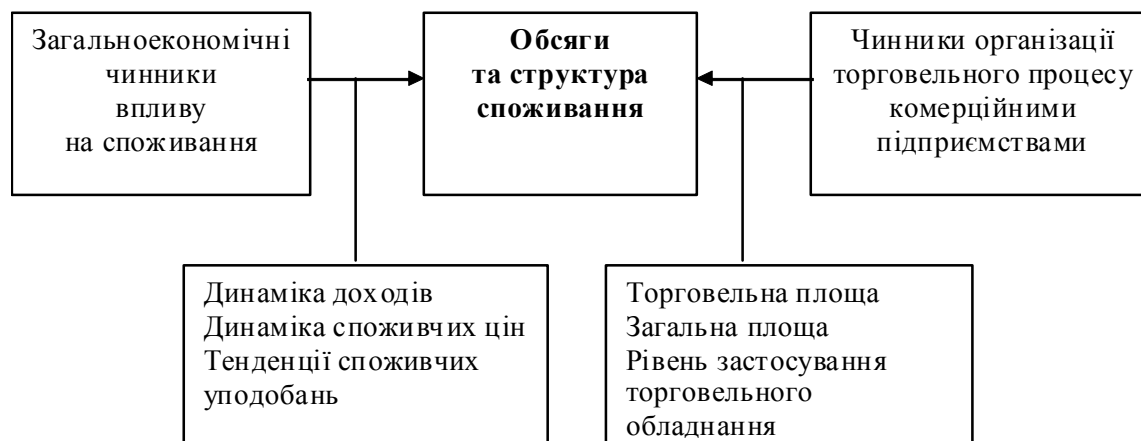 Загальноекономічні
чинники
впливу
на споживання
Обсяги
та структура
споживання
Чинники організації
торговельного процесу
комерційними
підприємствами
Динаміка доходів
Динаміка споживчих цін
Тенденції споживчих
уподобань
Торговельна площа
Загальна площа
Рівень застосування
торговельного
обладнання